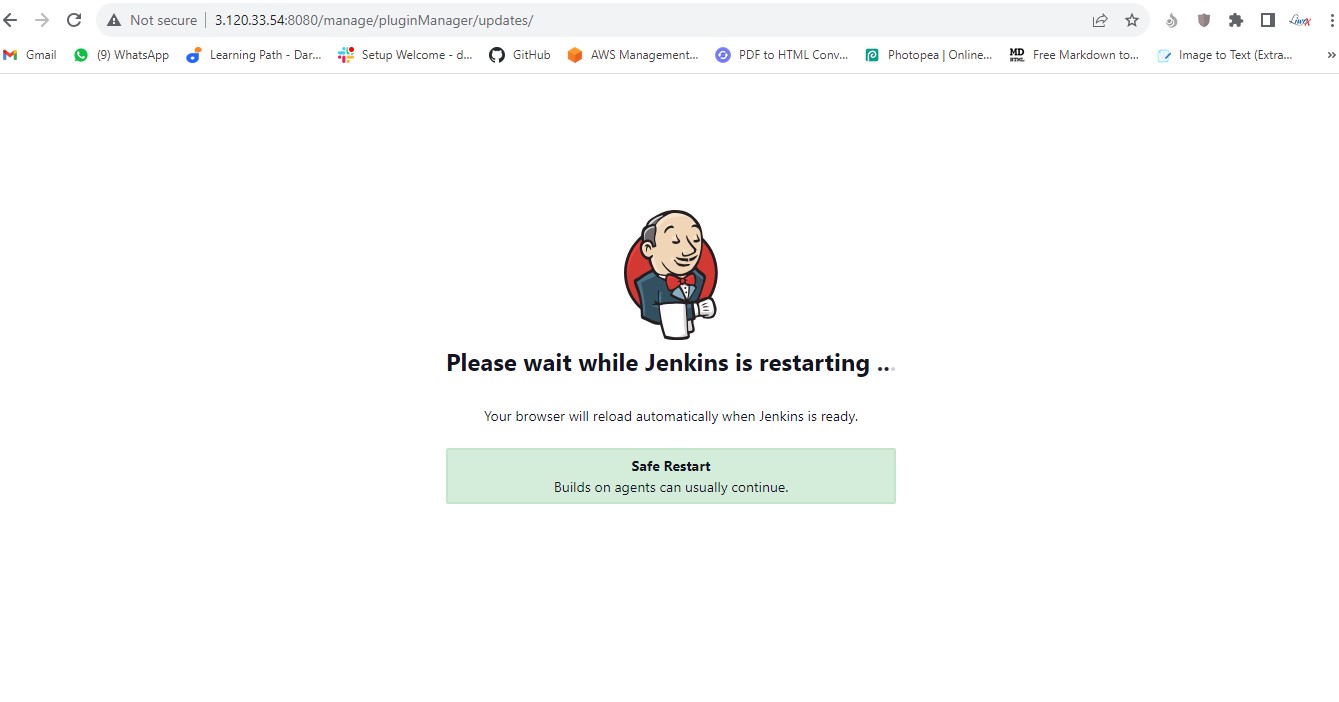 Not secure 3.120.33.54:8080/manage/pluginManager/updates/
Gmail (9) WhatsApp Learning Path - Dar... Setup Welcome - d... GitHub AWS Management... PDF to HTML Conv... Photopea | Online... MD HTML Free Markdown to... Image to Text (Extra... »
Please wait while Jenkins is restarting ...
Your browser will reload automatically when Jenkins is ready.
Safe Restart
Builds on agents can usually continue.